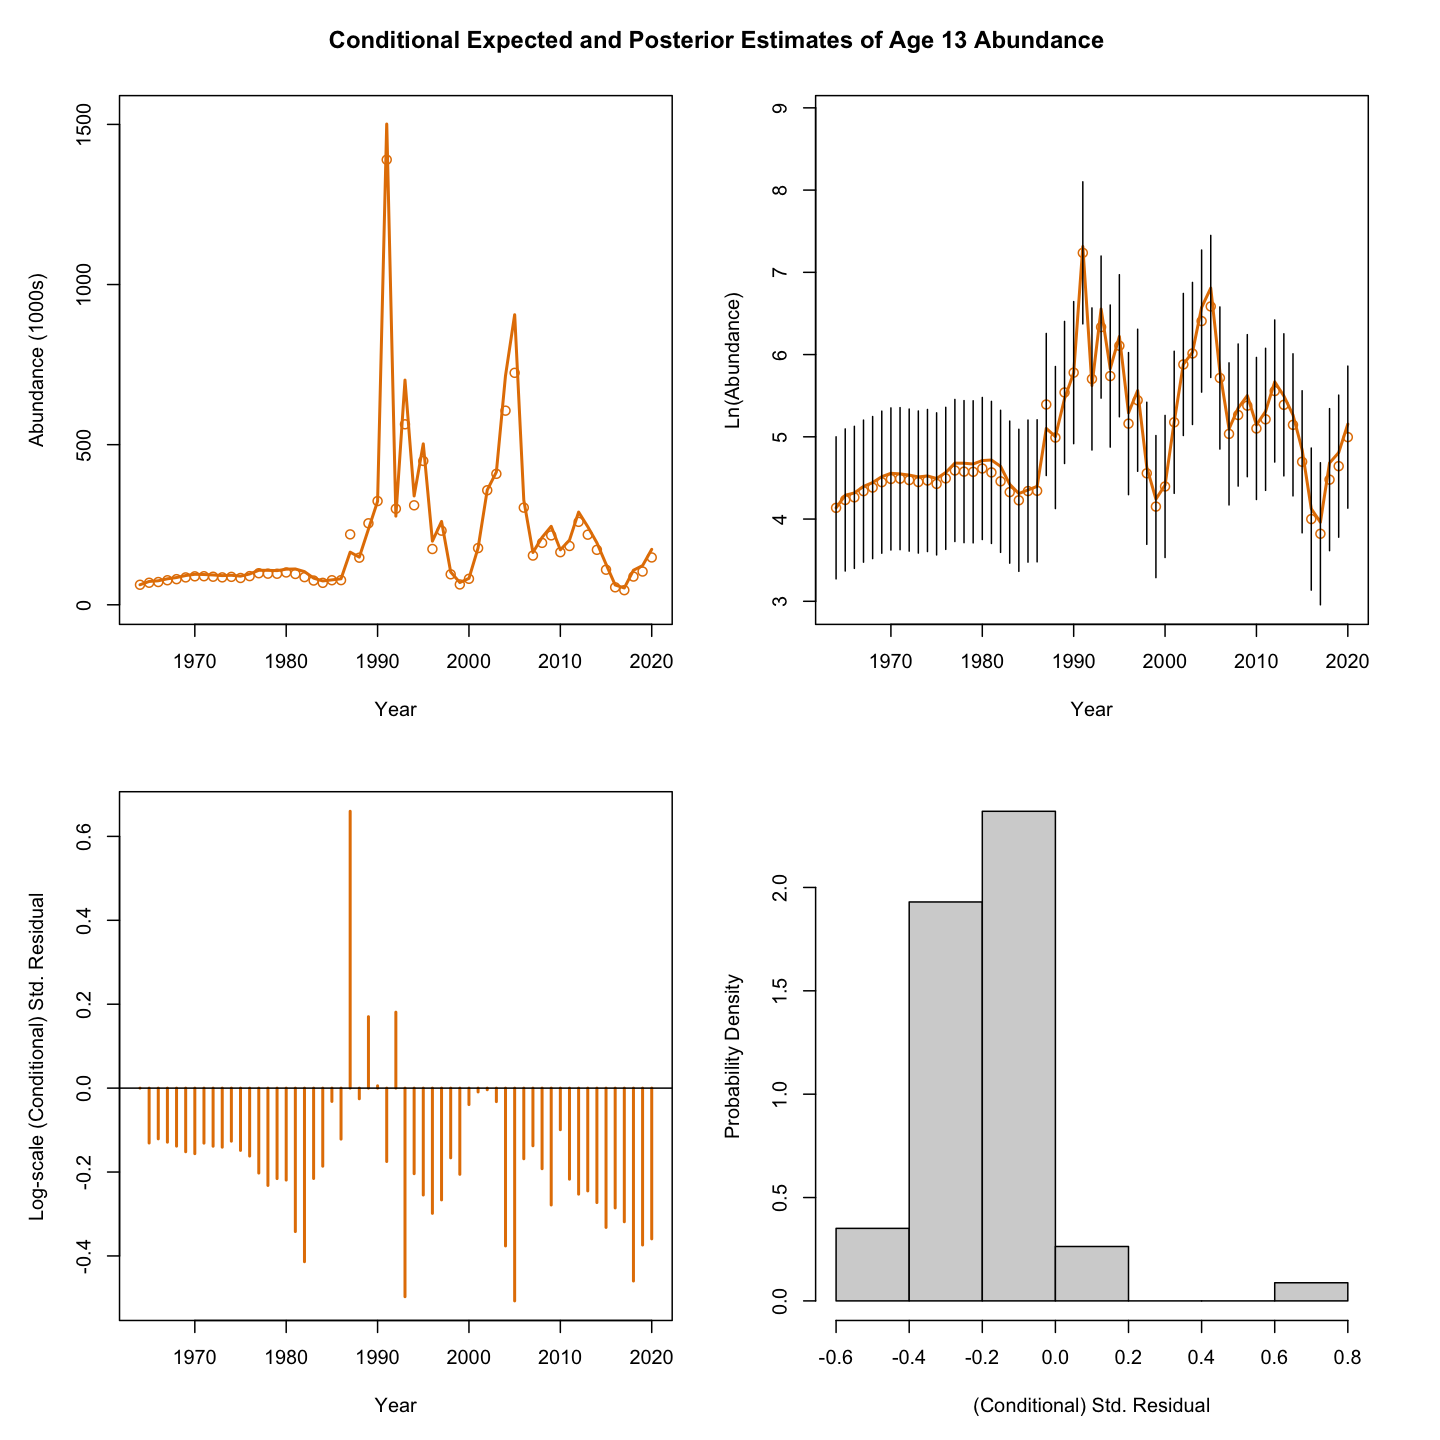 Conditional Expected and Posterior Estimates of Age 13 Abundance
Abundance (1000s)
1500
1000
500
0
1970 1980 1990 2000 2010 2020
Year
Ln(Abundance)
9
8
7
6
5
4
3
1970 1980 1990 2000 2010 2020
Year
Log-scale (Conditional) Std. Residual
0.6
0.4
0.2
0.0
-0.2
-0.4
1970 1980 1990 2000 2010 2020
Year
Probability Density
2.0
1.5
1.0
0.5
0.0
-0.6 -0.4 -0.2 0.0 0.2 0.4 0.6 0.8
(Conditional) Std. Residual